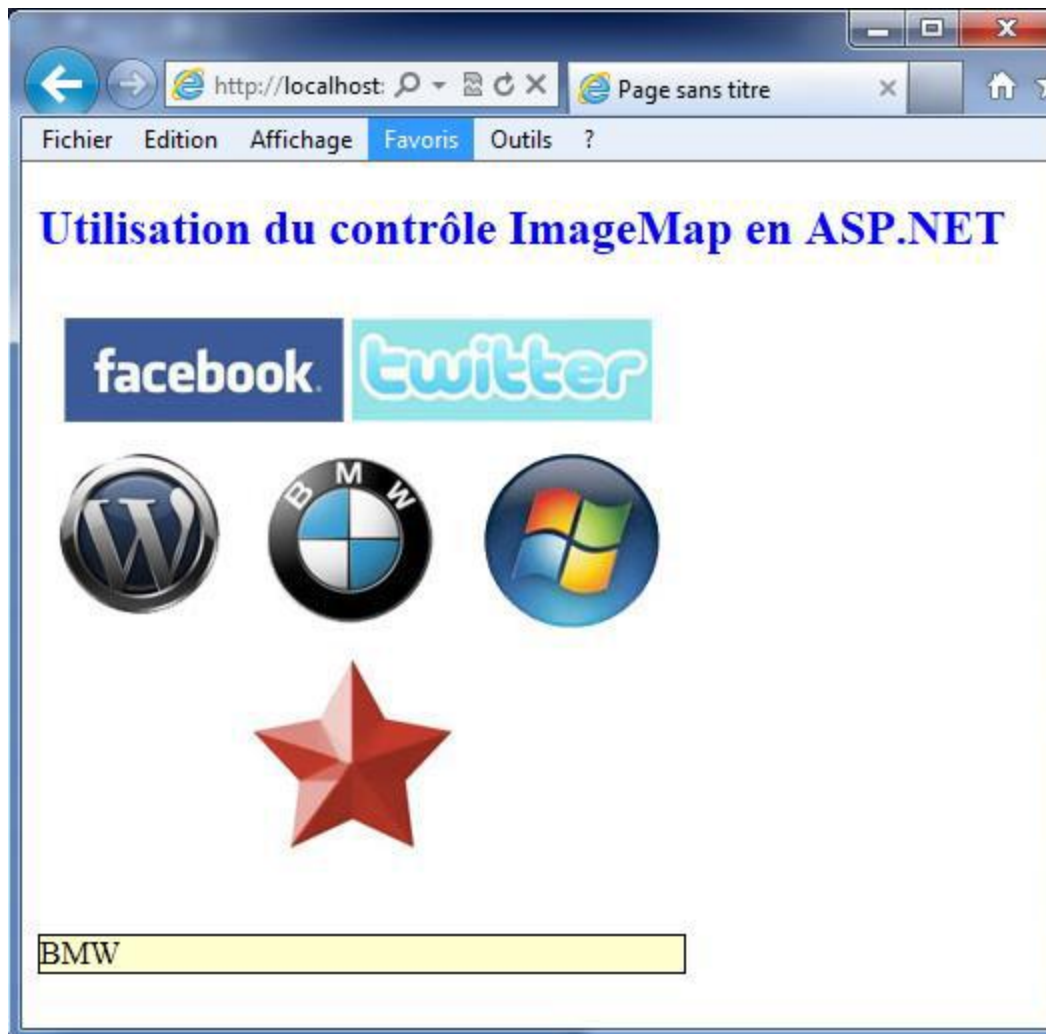 http://localhost:
Page sans titre
Fichier Edition Affichage Favoris Outils ?
Utilisation du contrôle ImageMap en ASP.NET
facebook. twitter
W BMW
BMW